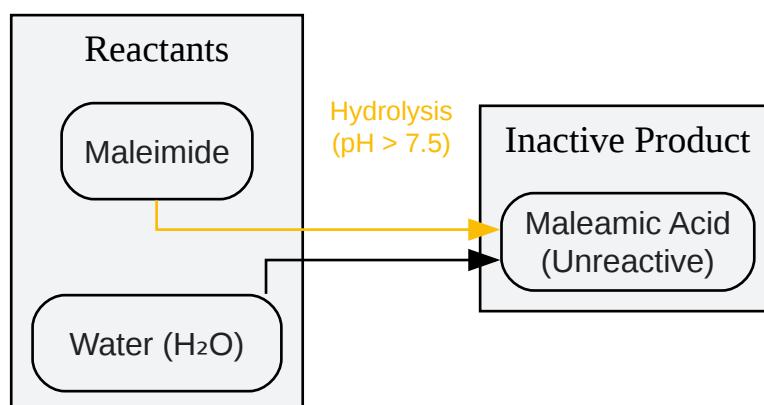 Reactants
Maleimide
Water (H₂O)
Hydrolysis
(pH > 7.5)
Inactive Product
Maleamic Acid
(Unreactive)